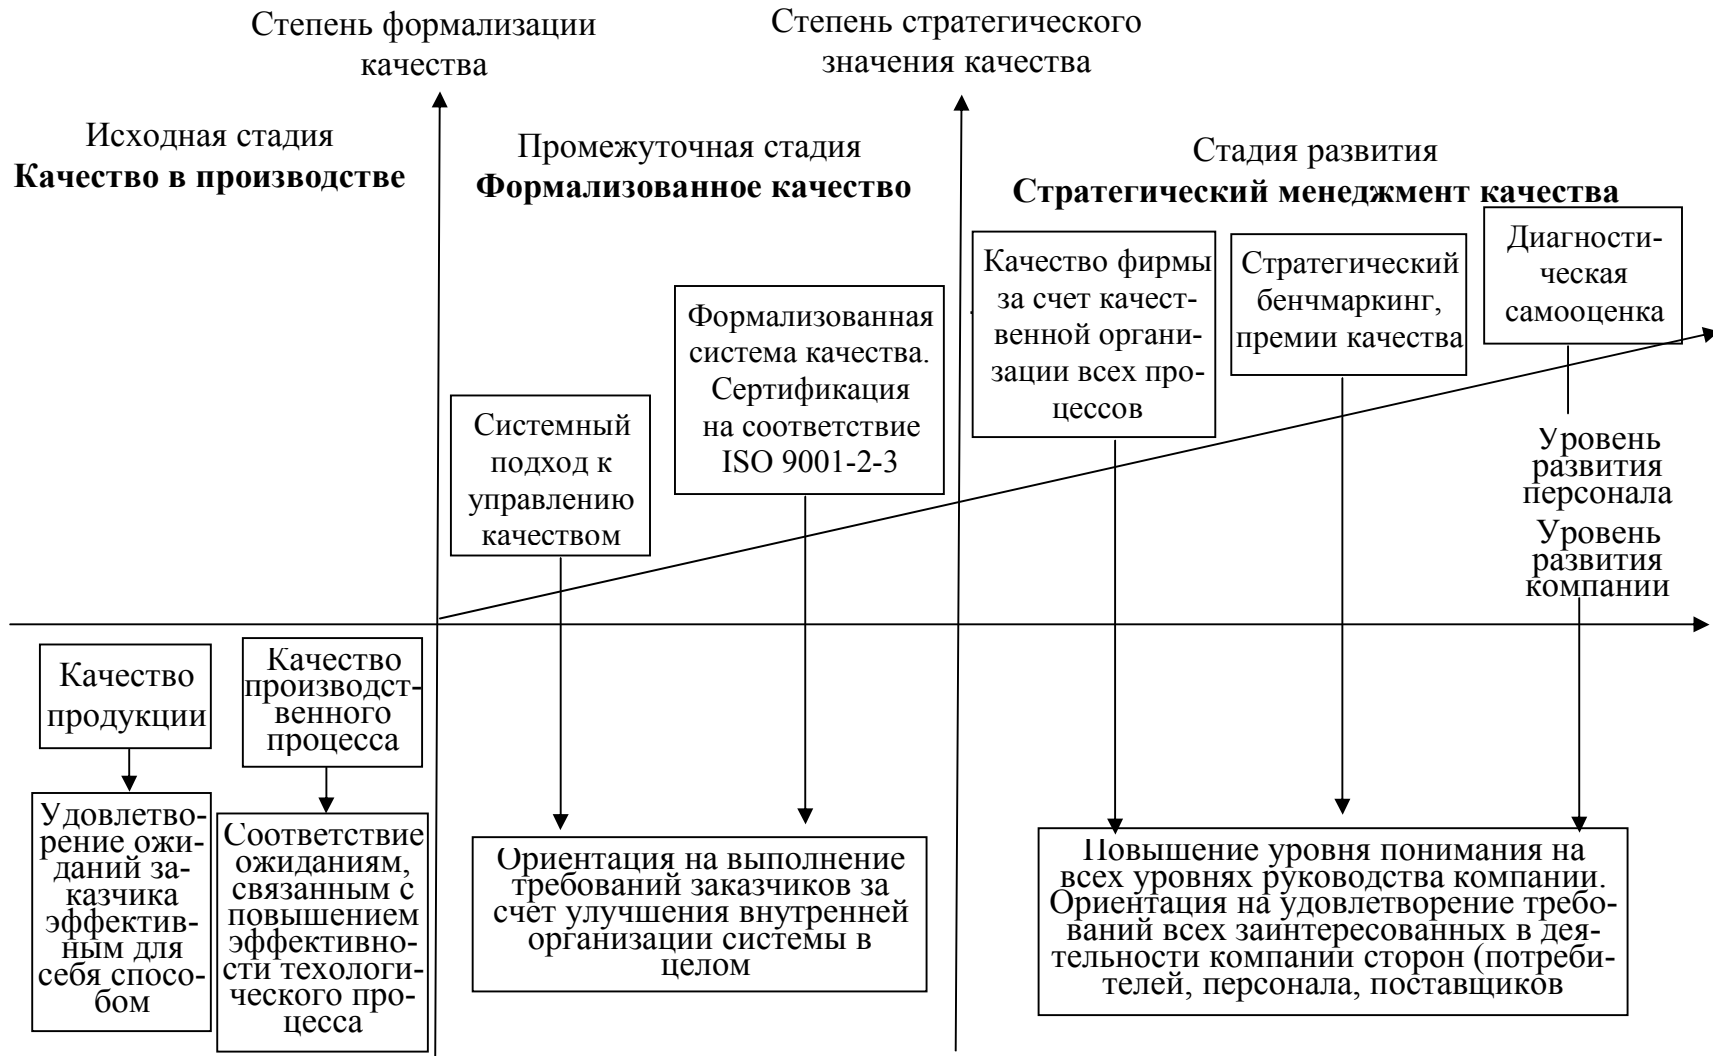 Степень формализации
качества
Степень стратегического
значения качества
Исходная стадия
Качество в производстве
Промежуточная стадия
Формализованное качество
Стадия развития
Стратегический менеджмент качества
Системный
подход к
управлению
качеством
Формализованная
система качества.
Сертификация
на соответствие
ISO 9001-2-3
Качество фирмы
за счет качест-
венной органи-
зации всех про-
цессов
Стратегический
бенчмаркинг,
премии качества
Диагности-
ческая
самооценка
Уровень
развития
персонала
Уровень
развития
компании
Качество
продукции
Качество
производст-
венного
процесса
Удовлетво-
рение ожи-
даний за-
казчика
эффектив-
ным для
себя спосо-
бом
Соответствие
ожиданиям,
связанным с
повышением
эффективно-
сти техологи-
ческого про-
цесса
Ориентация на выполнение
требований заказчиков за
счет улучшения внутренней
организации системы в
целом
Повышение уровня понимания на
всех уровнях руководства компании.
Ориентация на удовлетворение требо-
ваний всех заинтересованных в дея-
тельности компании сторон (потреби-
телей, персонала, поставщиков